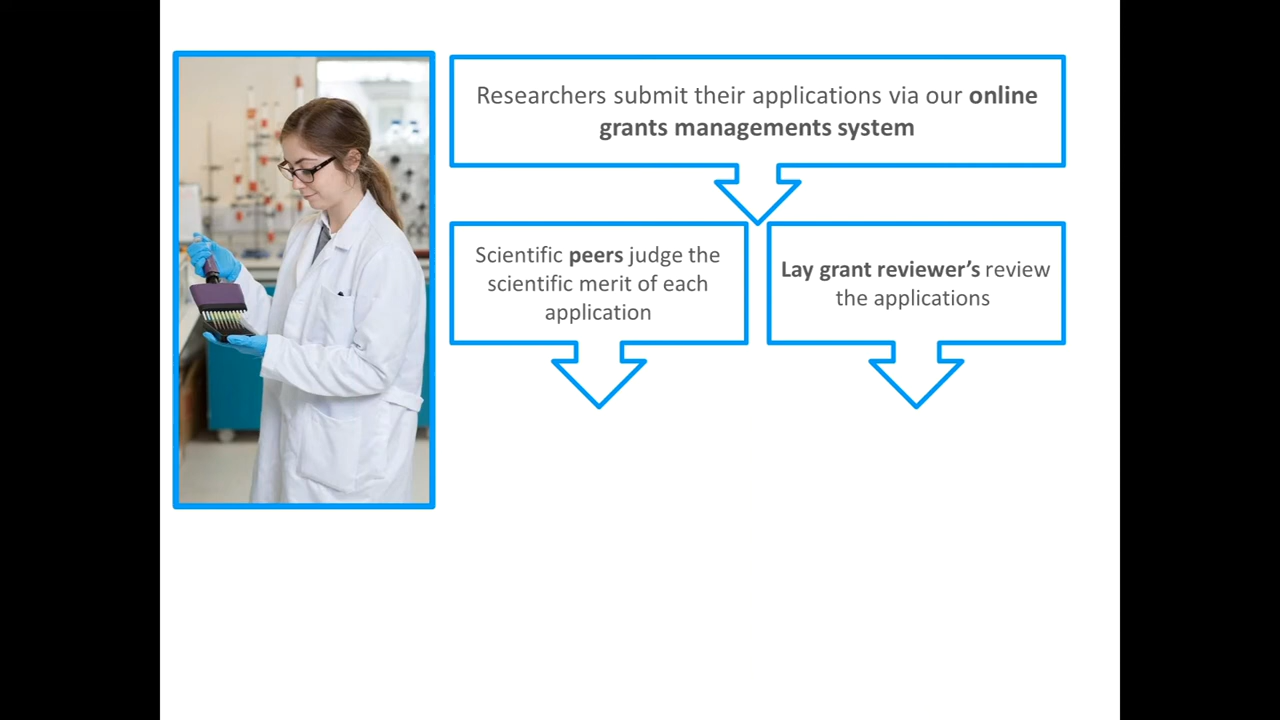 Researchers submit their applications via our online
grants managements system
Scientific peers judge the
scientific merit of each
application
Lay grant reviewer’s review
the applications